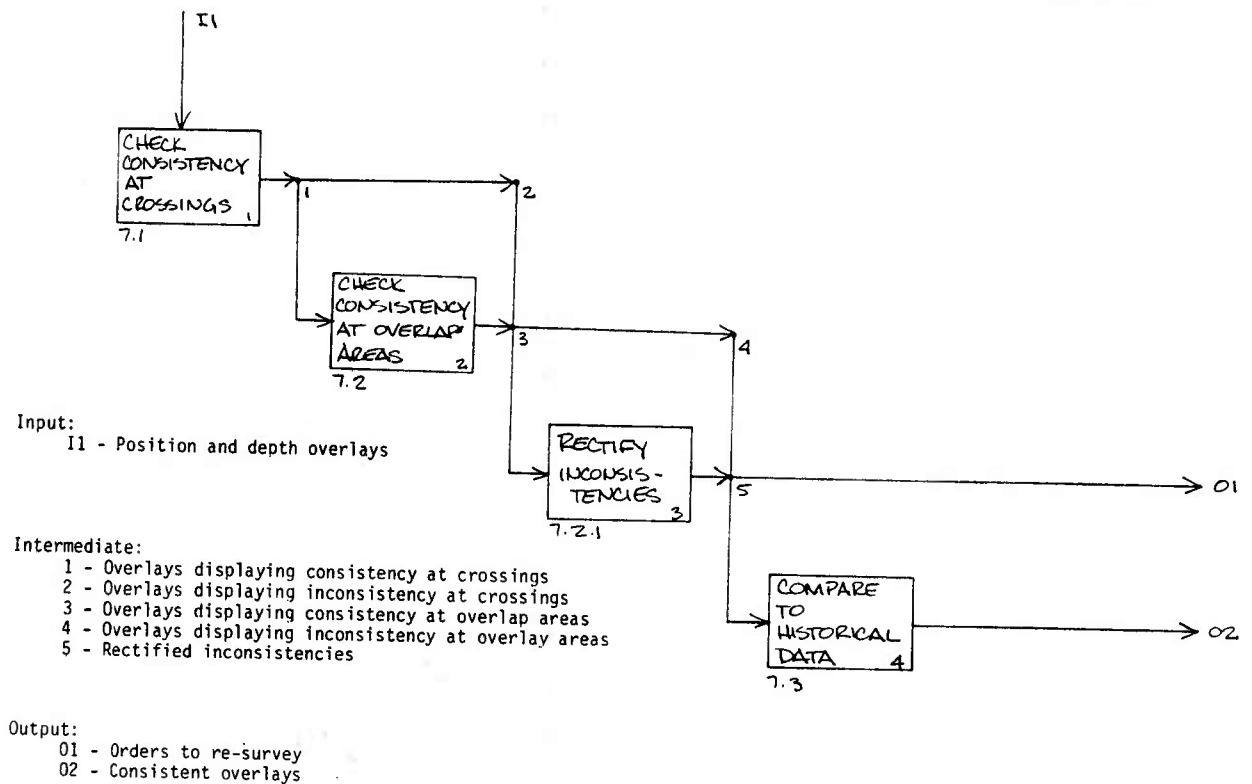 I1
CHECK
CONSISTENCY
AT
CROSSINGS 1
7.1
1
2
CHECK
CONSISTENCY
AT OVERLAP
AREAS 2
7.2
3
4
RECTIFY
INCONSIS-
TENCIES 3
7.2.1
5
O1
COMPARE
TO
HISTORICAL
DATA 4
7.3
O2
Input:
I1 - Position and depth overlays
Intermediate:
1 - Overlays displaying consistency at crossings
2 - Overlays displaying inconsistency at crossings
3 - Overlays displaying consistency at overlap areas
4 - Overlays displaying inconsistency at overlay areas
5 - Rectified inconsistencies
Output:
O1 - Orders to re-survey
O2 - Consistent overlays